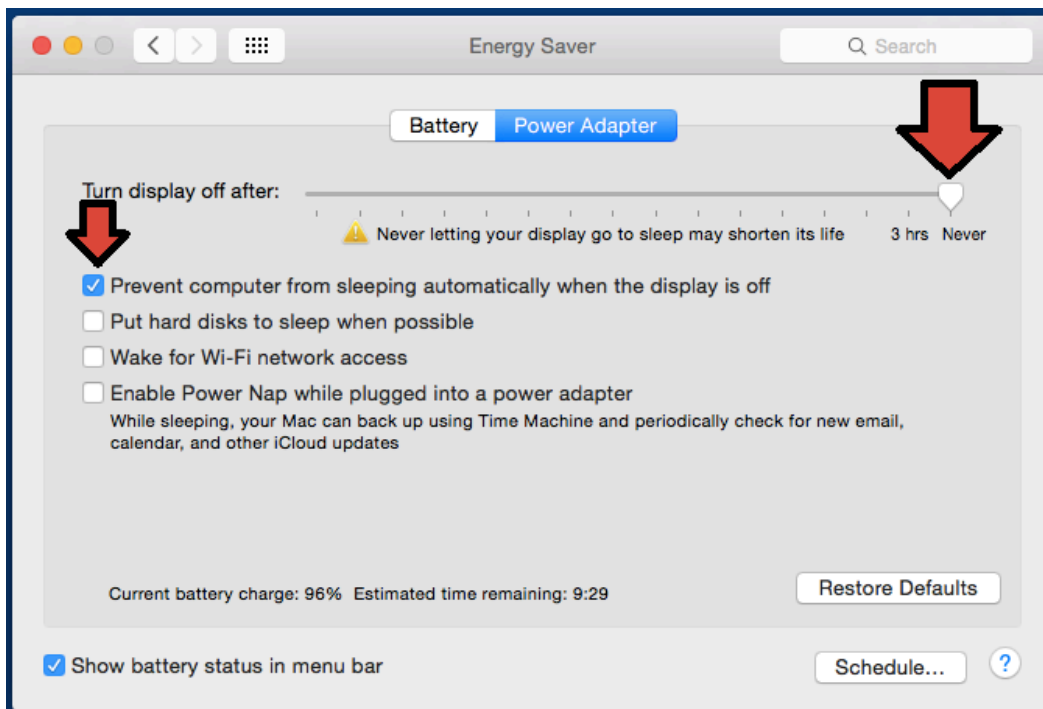 Energy Saver
Search
Battery
Power Adapter
Turn display off after:
Never letting your display go to sleep may shorten its life
3 hrs
Never
Prevent computer from sleeping automatically when the display is off
Put hard disks to sleep when possible
Wake for Wi-Fi network access
Enable Power Nap while plugged into a power adapter
While sleeping, your Mac can back up using Time Machine and periodically check for new email,
calendar, and other iCloud updates
Current battery charge: 96% Estimated time remaining: 9:29
Restore Defaults
Show battery status in menu bar
Schedule...
?